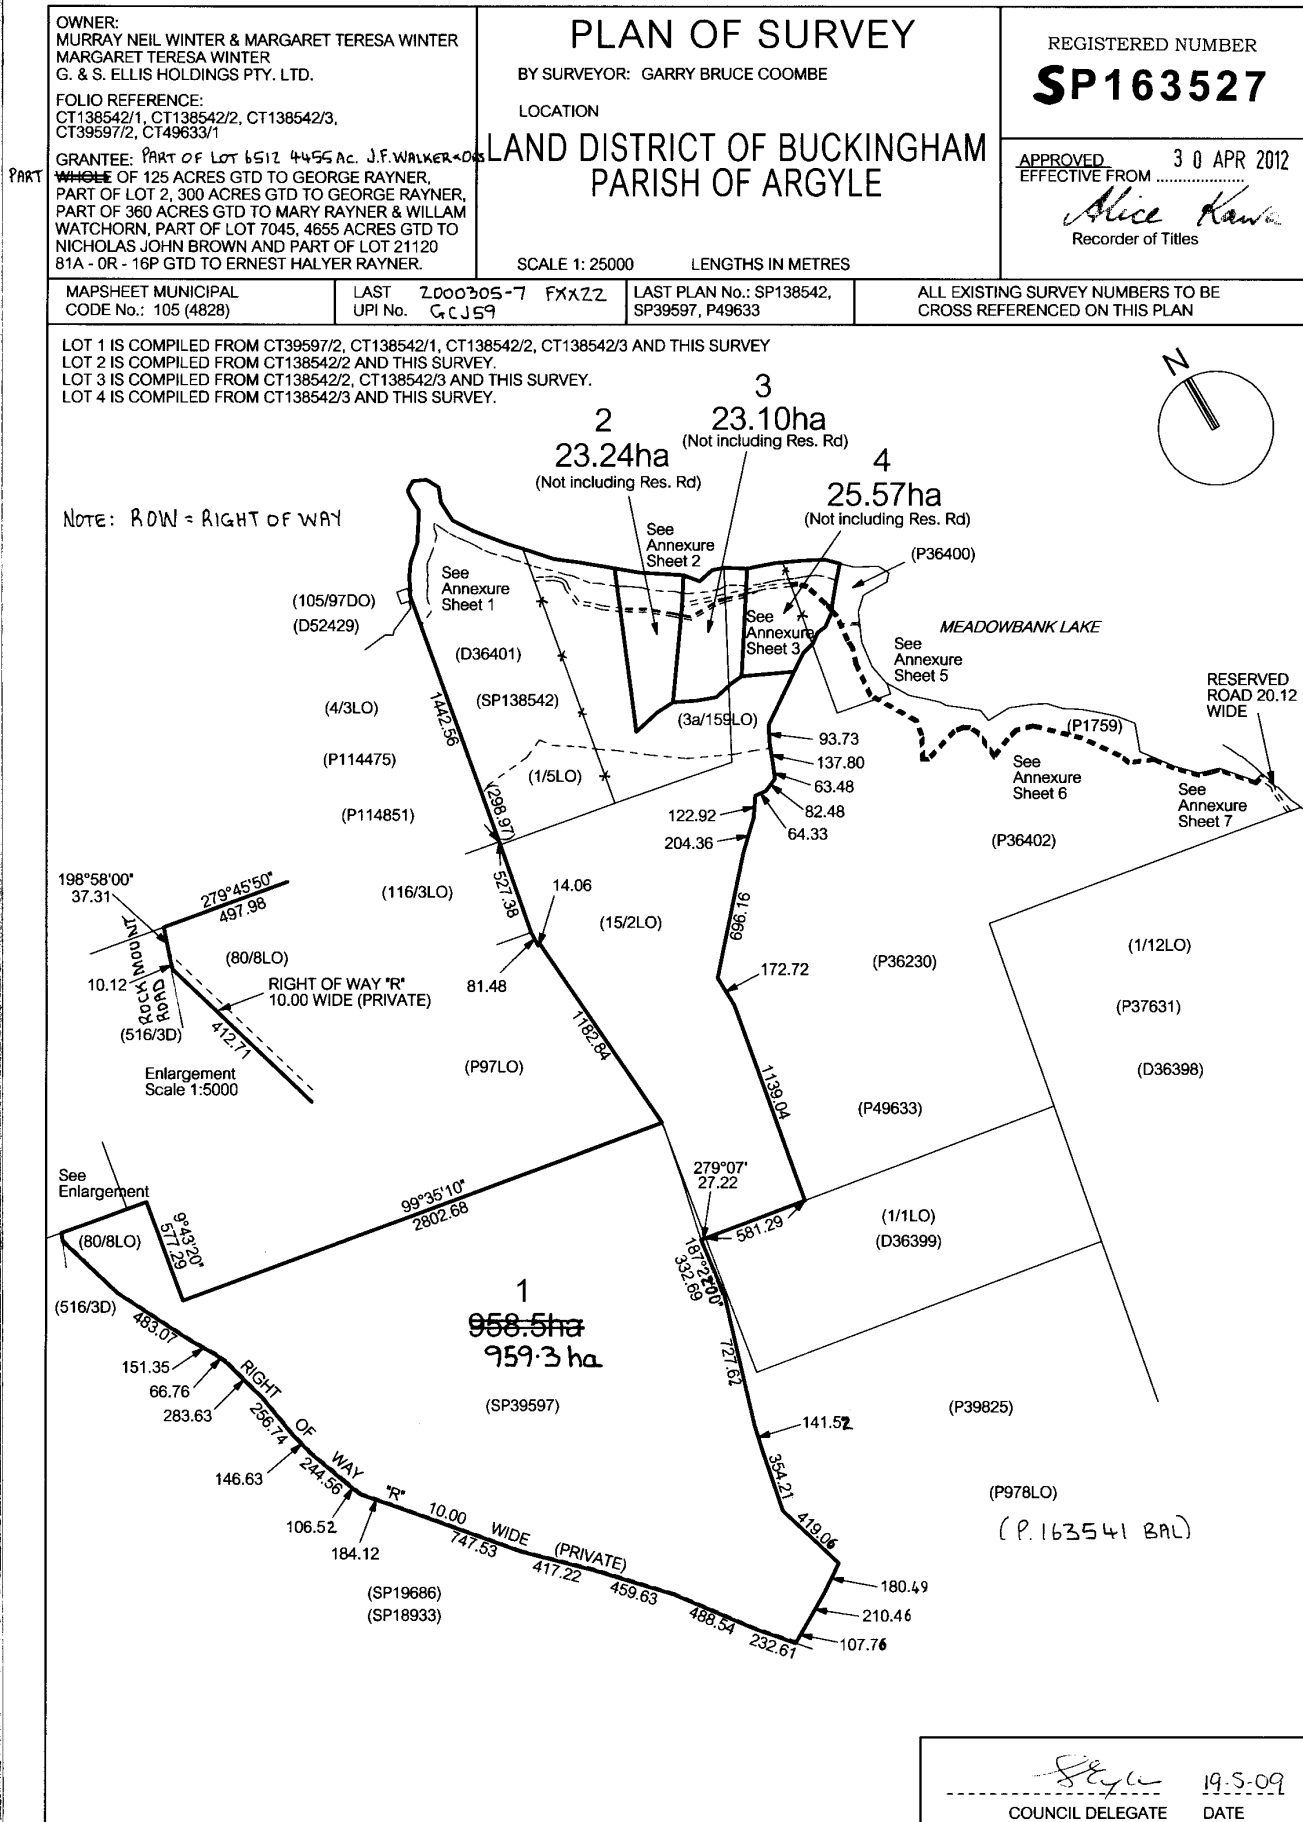 OWNER:
MURRAY NEIL WINTER & MARGARET TERESA WINTER
MARGARET TERESA WINTER
G. & S. ELLIS HOLDINGS PTY. LTD.
FOLIO REFERENCE:
CT138542/1, CT138542/2, CT138542/3,
CT39597/2, CT49633/1
GRANTEE: PART OF LOT 6512 4455 Ac. J.F. WALKER & ORS
PART WHOLE OF 125 ACRES GTD TO GEORGE RAYNER,
PART OF LOT 2, 300 ACRES GTD TO GEORGE RAYNER,
PART OF 360 ACRES GTD TO MARY RAYNER & WILLAM
WATCHORN, PART OF LOT 7045, 4655 ACRES GTD TO
NICHOLAS JOHN BROWN AND PART OF LOT 21120
81A - 0R - 16P GTD TO ERNEST HALYER RAYNER.
PLAN OF SURVEY
BY SURVEYOR: GARRY BRUCE COOMBE
LOCATION
LAND DISTRICT OF BUCKINGHAM
PARISH OF ARGYLE
SCALE 1: 25000 LENGTHS IN METRES
REGISTERED NUMBER
SP163527
APPROVED 30 APR 2012
EFFECTIVE FROM
Alice Kawa
Recorder of Titles
MAPSHEET MUNICIPAL
CODE No.: 105 (4828)
LAST 2000305-7 FXX22
UPI No. GCJ59
LAST PLAN No.: SP138542,
SP39597, P49633
ALL EXISTING SURVEY NUMBERS TO BE
CROSS REFERENCED ON THIS PLAN
LOT 1 IS COMPILED FROM CT39597/2, CT138542/1, CT138542/2, CT138542/3 AND THIS SURVEY
LOT 2 IS COMPILED FROM CT138542/2 AND THIS SURVEY.
LOT 3 IS COMPILED FROM CT138542/2, CT138542/3 AND THIS SURVEY.
LOT 4 IS COMPILED FROM CT138542/3 AND THIS SURVEY.
N
3
23.10ha
(Not including Res. Rd)
2
23.24ha
(Not including Res. Rd)
4
25.57ha
(Not including Res. Rd)
NOTE: ROW = RIGHT OF WAY
See
Annexure
Sheet 2
(P36400)
See
Annexure
Sheet 1
(105/97DO)
(D52429)
See
Annexure
Sheet 3
MEADOWBANK LAKE
See
Annexure
Sheet 5
(D36401)
RESERVED
ROAD 20.12
WIDE
(SP138542)
(4/3LO)
1442.56
(3a/159LO)
(P1759)
93.73
(P114475)
137.80
(1/5LO)
63.48
See
Annexure
Sheet 6
See
Annexure
Sheet 7
(298.97)
(P114851)
122.92
82.48
204.36
64.33
(P36402)
198°58'00"
37.31
279°45'50"
497.98
(116/3LO)
527.38
14.06
(15/2LO)
696.16
ROCK MOUNT
ROAD
(80/8LO)
(1/12LO)
10.12
RIGHT OF WAY "R"
10.00 WIDE (PRIVATE)
81.48
172.72
(P36230)
(P37631)
(516/3D)
412.71
1182.84
Enlargement
Scale 1:5000
(P97LO)
1139.04
(D36398)
(P49633)
See
Enlargement
279°07'
27.22
99°35'10"
2802.68
(80/8LO)
9°43'20"
577.29
581.29
(1/1LO)
(D36399)
187°22'00"
332.69
(516/3D)
1
958.5ha
959.3 ha
483.07
151.35
66.76
283.63
727.62
(SP39597)
(P39825)
RIGHT OF WAY "R" 10.00 WIDE (PRIVATE)
256.74
141.52
146.63
244.56
354.21
(P978LO)
(P.163541 BAL)
106.52
184.12
747.53
417.22
459.63
488.54
232.61
419.06
180.49
210.46
107.76
(SP19686)
(SP18933)
19-5-09
COUNCIL DELEGATE DATE